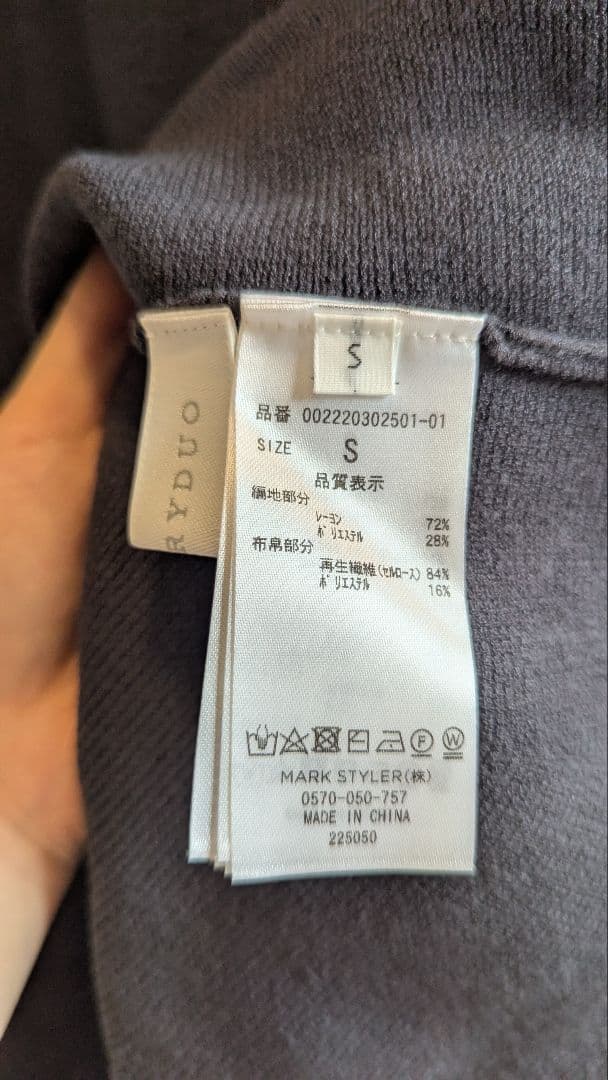 S
品番 002220302501-01
SIZE S
品質表示
編地部分
レーヨン 72%
ポリエステル 28%
布帛部分
再生繊維(セルロース) 84%
ポリエステル 16%
F W
MARK STYLER(株)
0570-050-757
MADE IN CHINA
225050
RYDUO